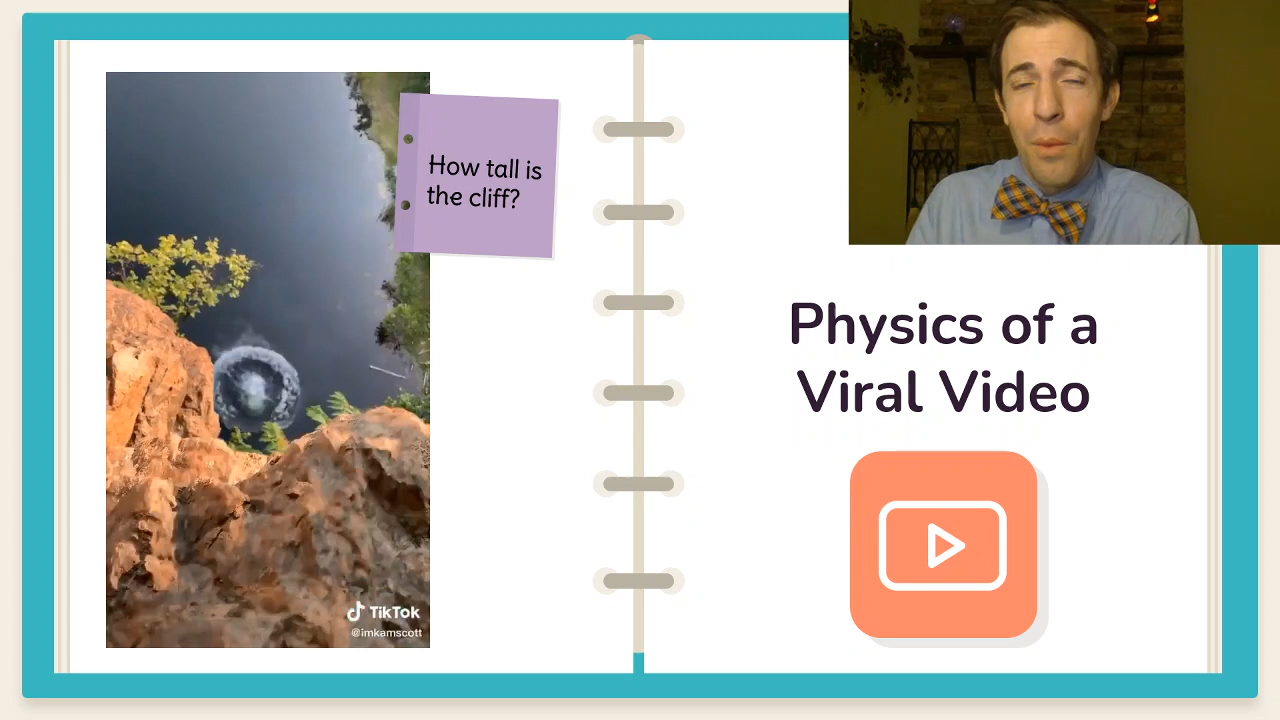 How tall is
the cliff?
Physics of a
Viral Video
TikTok
@imkamscott